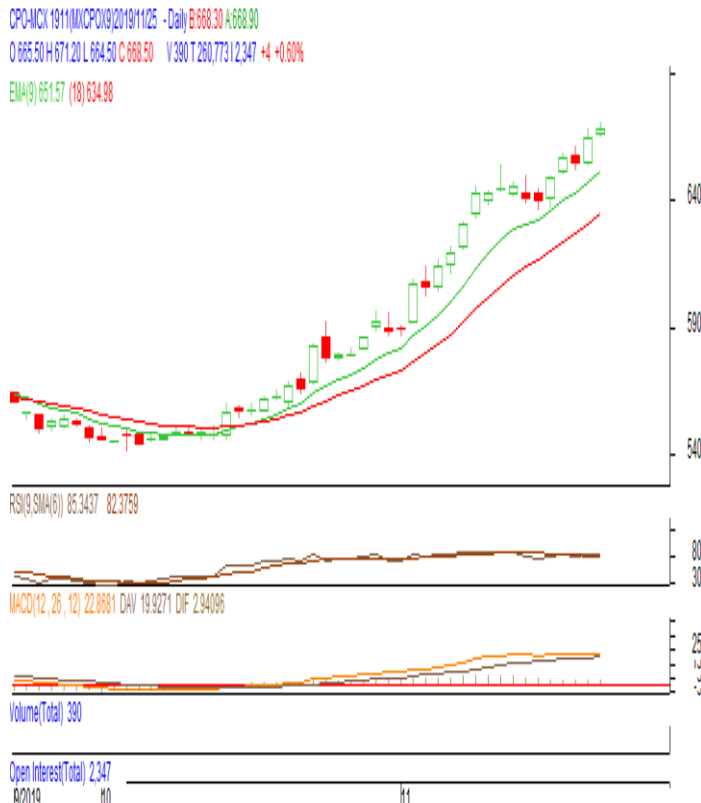 CPO-MCX 1911(MXCPOX9)2019/11/25 - Daily B:668.30 A:668.90
O 665.50 H 671.20 L 664.50 C 668.50 V 390 T 260,773 I 2,347 +4 +0.60%
EMA(9) 651.57 (18) 634.98
640
590
540
RSI(9,SMA(6)) 85.3437 82.3759
80
30
MACD(12 , 26 , 12) 22.8681 DAV 19.9271 DIF 2.94096
25
Volume(Total) 390
Open Interest(Total) 2,347
9/2019 10 11